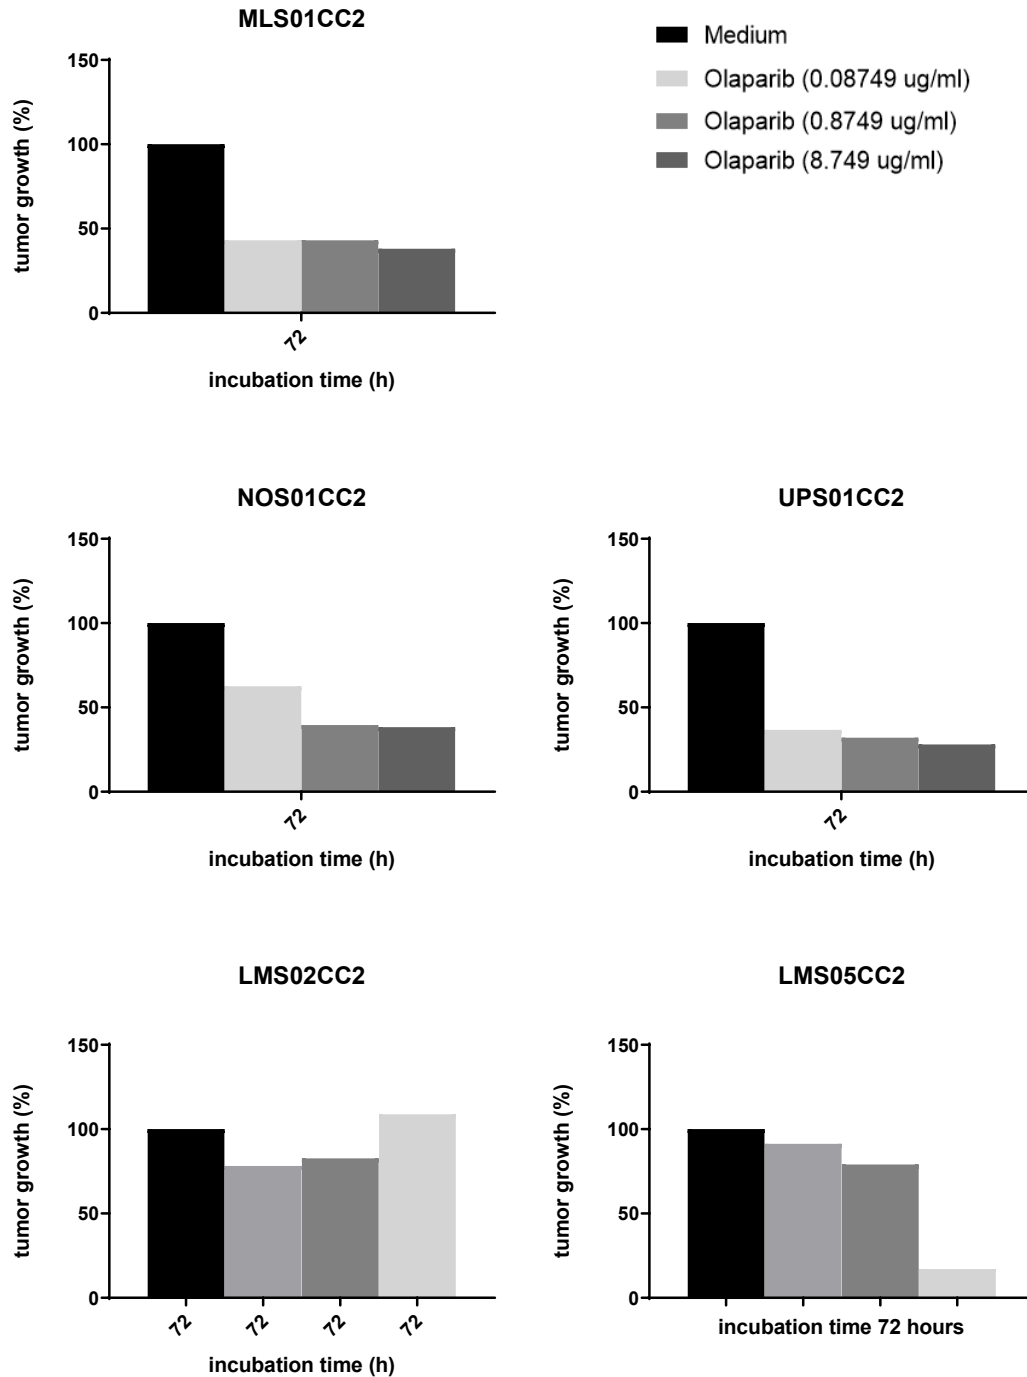 MLS01CC2
Medium
Olaparib (0.08749 ug/ml)
Olaparib (0.8749 ug/ml)
Olaparib (8.749 ug/ml)
tumor growth (%)
150
100
50
0
72
incubation time (h)
NOS01CC2
tumor growth (%)
150
100
50
0
72
incubation time (h)
UPS01CC2
tumor growth (%)
150
100
50
0
72
incubation time (h)
LMS02CC2
tumor growth (%)
150
100
50
0
72 72 72 72
incubation time (h)
LMS05CC2
tumor growth (%)
150
100
50
0
incubation time 72 hours